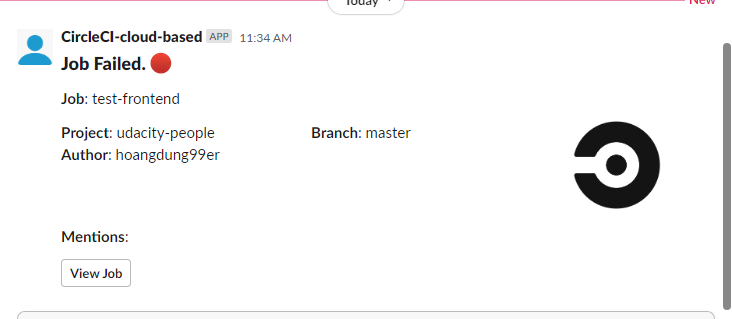 Today
New
CircleCI-cloud-based APP 11:34 AM
Job Failed.
Job: test-frontend
Project: udacity-people Branch: master
Author: hoangdung99er
Mentions:
View Job